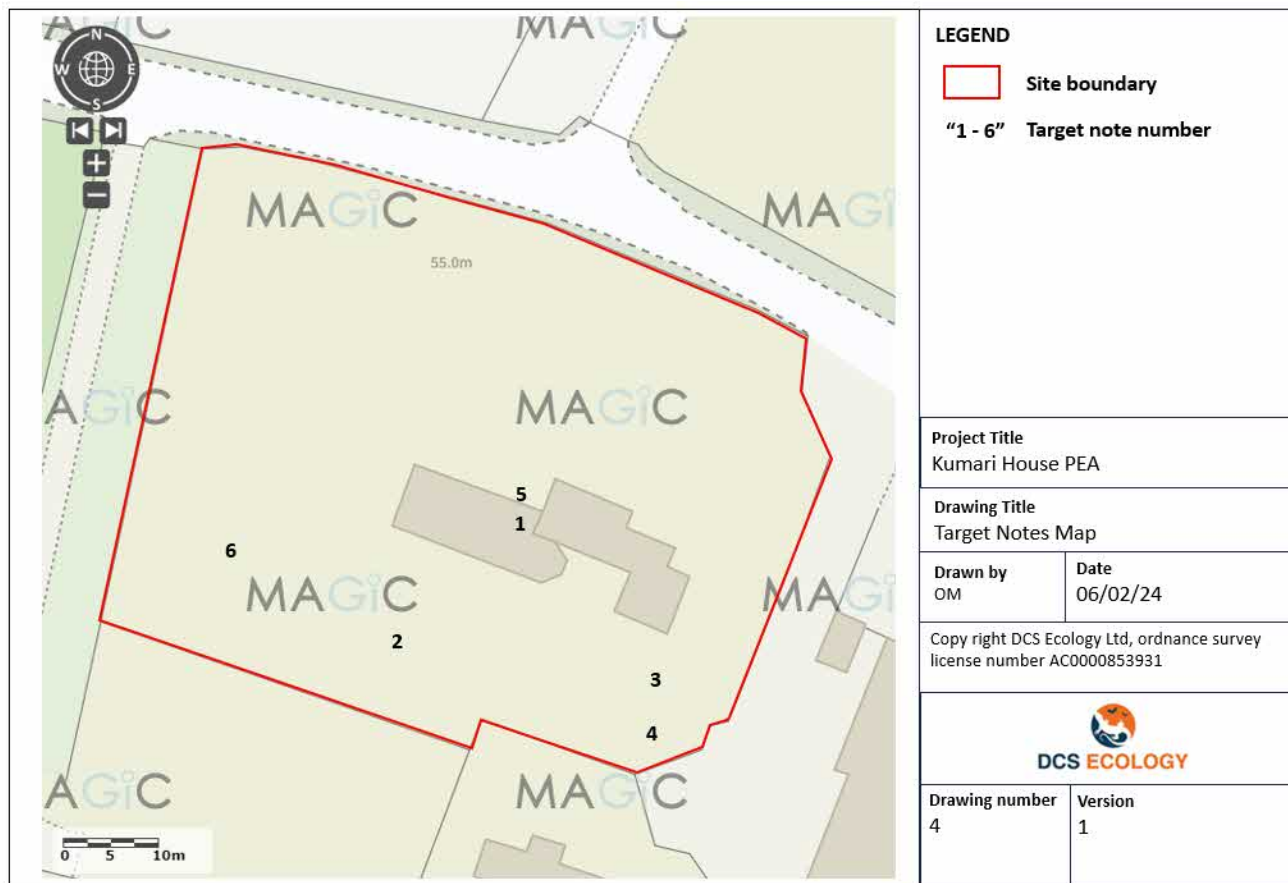 AGiC
MAGiC
N
W
E
S
MAGiC
MAGi
55.0m
AGiC
MAGiC
5
1
6
MAGiC
MAGi
2
3
4
AGiC
MAGiC
0 5 10m
LEGEND
Site boundary
“1 - 6” Target note number
Project Title
Kumari House PEA
Drawing Title
Target Notes Map
Drawn by
OM
Date
06/02/24
Copy right DCS Ecology Ltd, ordnance survey
license number AC0000853931
DCS ECOLOGY
Drawing number
4
Version
1